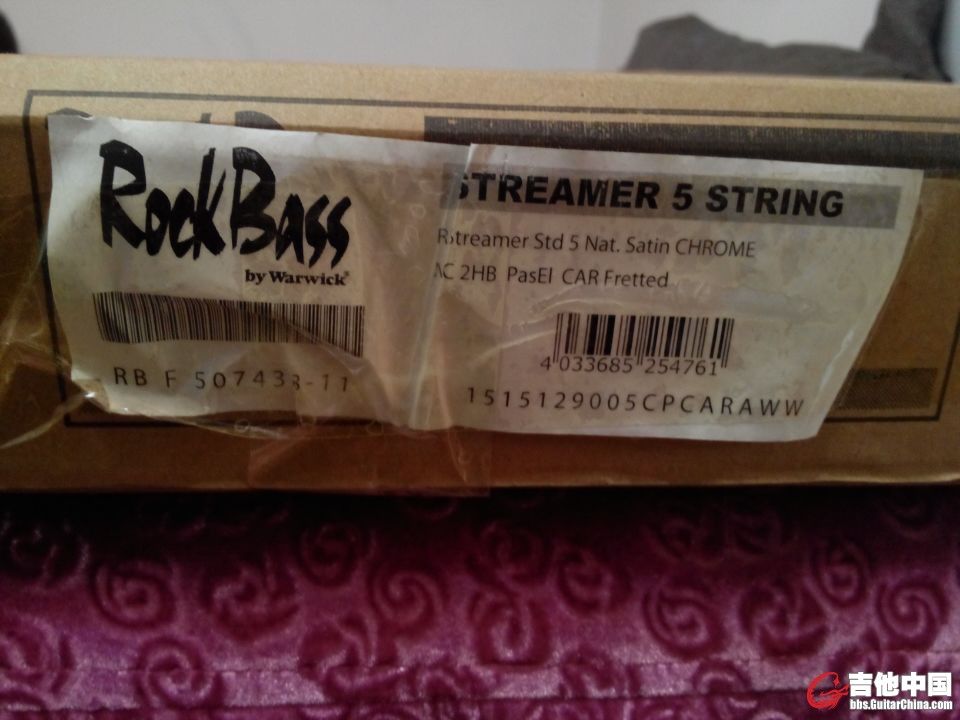 RockBass
by Warwick®
RB F 507433-11
STREAMER 5 STRING
Rstreamer Std 5 Nat. Satin CHROME
AC 2HB PasEl CAR Fretted
4 033685 254761
1515129005CPCARAWW
吉他中国
bbs.GuitarChina.com